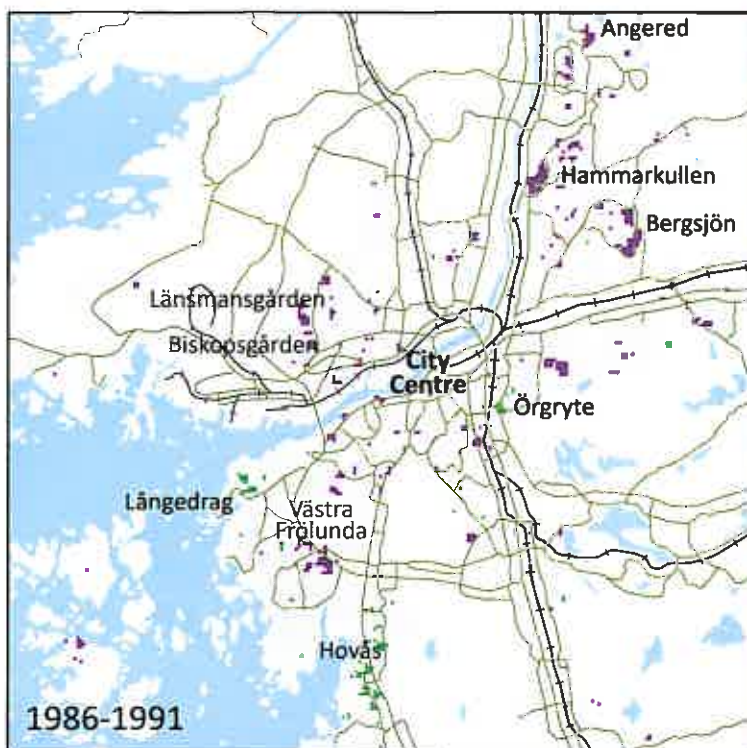 Angered
Hammarkullen
Bergsjön
Länsmansgården
Biskopsgården
City
Centre
Örgryte
Långedrag
Västra
Frölunda
Hovås
1986-1991